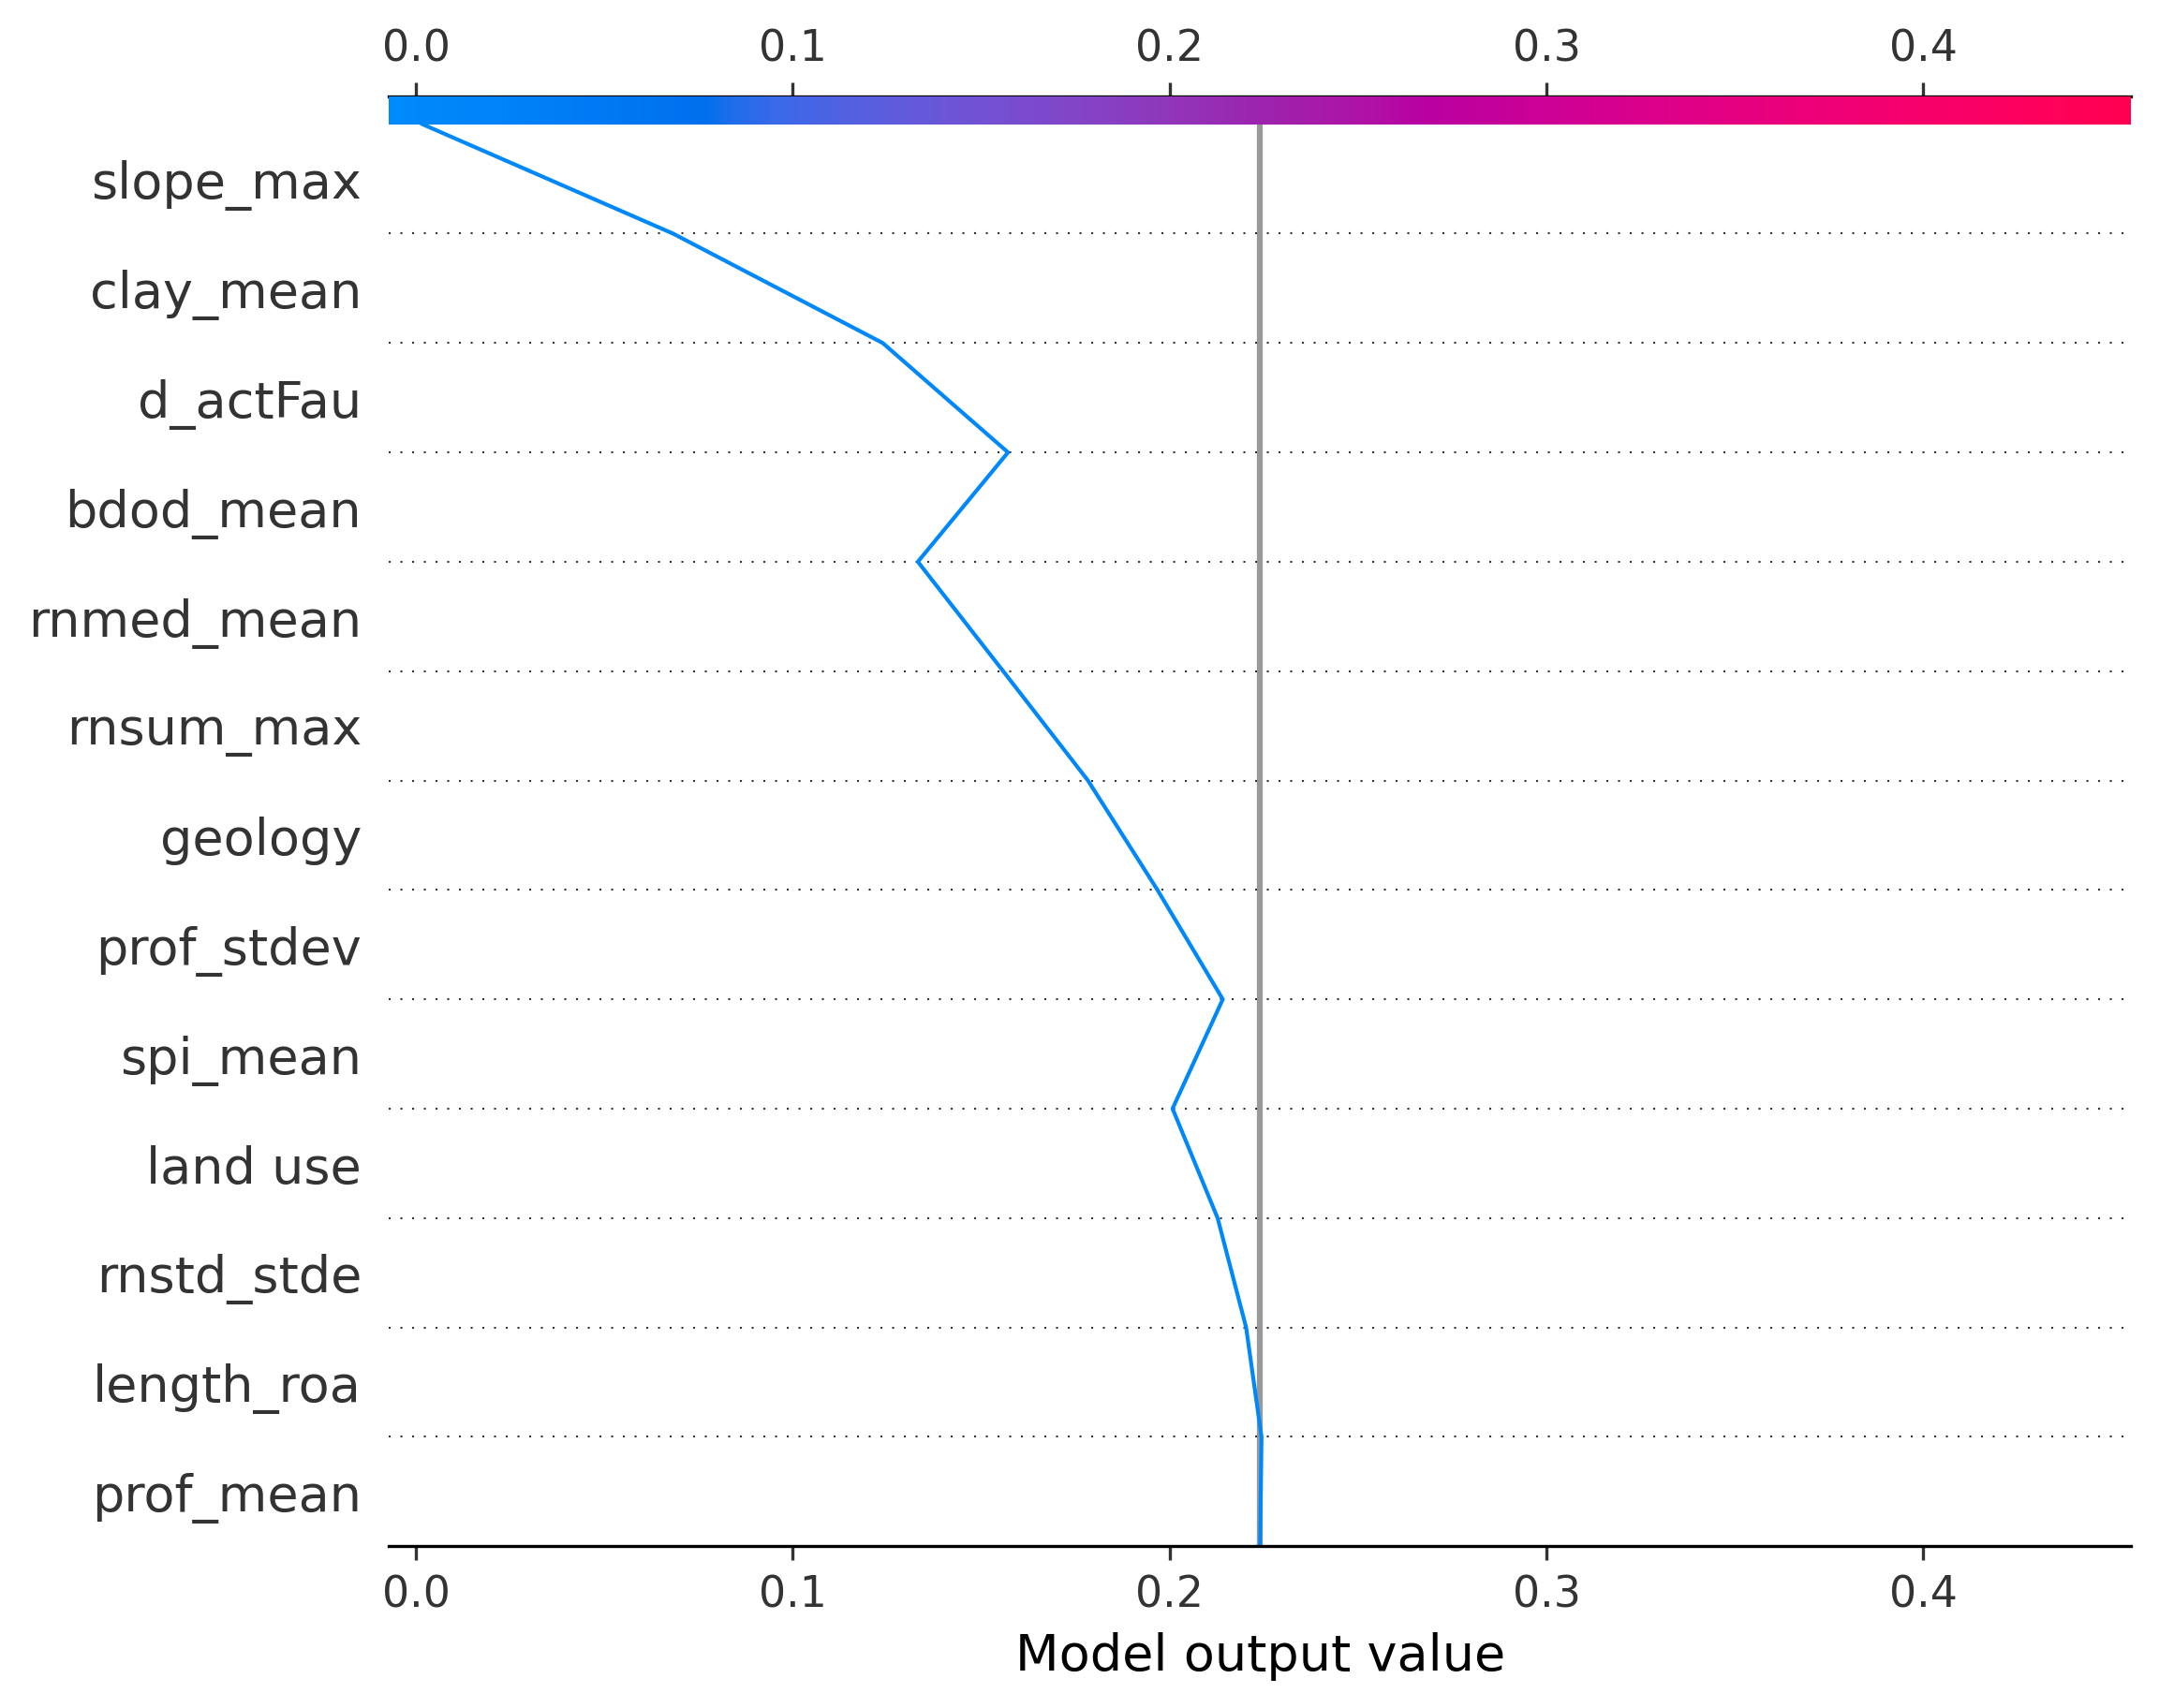 0.0 0.1 0.2 0.3 0.4
slope_max
clay_mean
d_actFau
bdod_mean
rnmed_mean
rnsum_max
geology
prof_stdev
spi_mean
land use
rnstd_stde
length_roa
prof_mean
0.0 0.1 0.2 0.3 0.4
Model output value